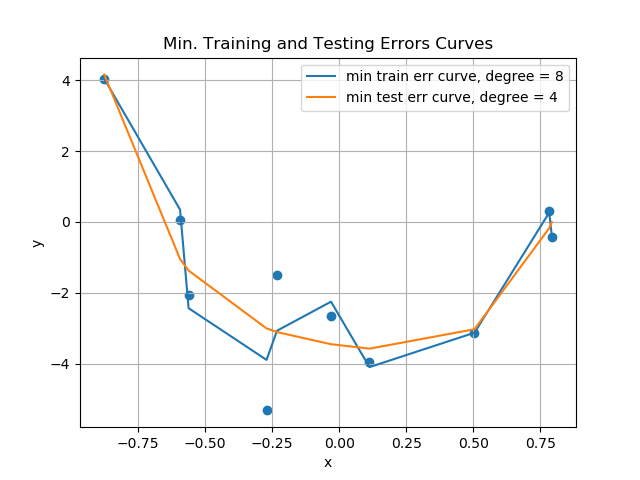 Min. Training and Testing Errors Curves
min train err curve, degree = 8
min test err curve, degree = 4
y
4
2
0
−2
−4
−0.75 −0.50 −0.25 0.00 0.25 0.50 0.75
x